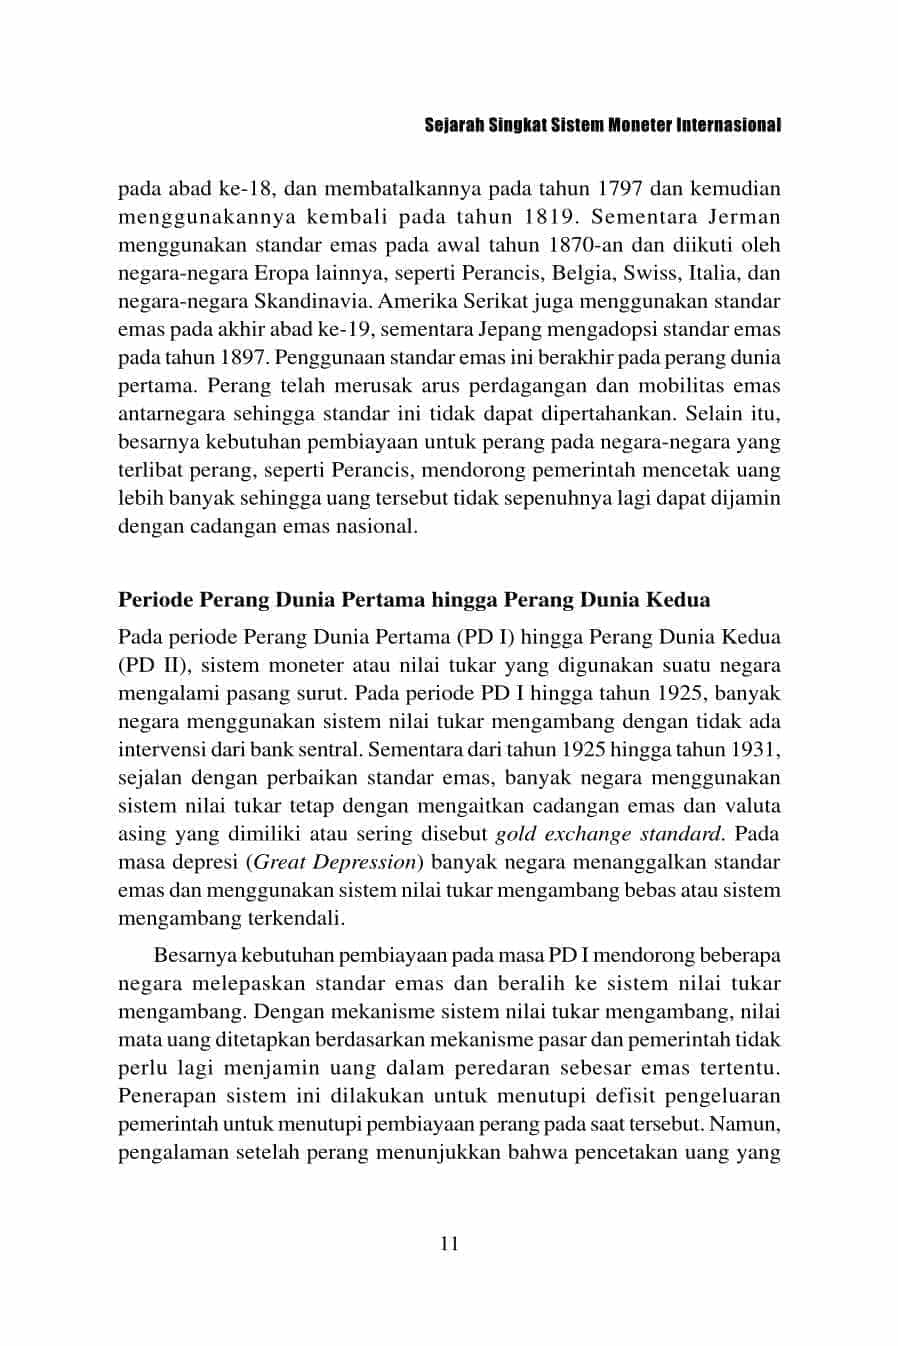 Sejarah Singkat Sistem Moneter Internasional
pada abad ke-18, dan membatalkannya pada tahun 1797 dan kemudian
menggunakannya kembali pada tahun 1819. Sementara Jerman
menggunakan standar emas pada awal tahun 1870-an dan diikuti oleh
negara-negara Eropa lainnya, seperti Perancis, Belgia, Swiss, Italia, dan
negara-negara Skandinavia. Amerika Serikat juga menggunakan standar
emas pada akhir abad ke-19, sementara Jepang mengadopsi standar emas
pada tahun 1897. Penggunaan standar emas ini berakhir pada perang dunia
pertama. Perang telah merusak arus perdagangan dan mobilitas emas
antarnegara sehingga standar ini tidak dapat dipertahankan. Selain itu,
besarnya kebutuhan pembiayaan untuk perang pada negara-negara yang
terlibat perang, seperti Perancis, mendorong pemerintah mencetak uang
lebih banyak sehingga uang tersebut tidak sepenuhnya lagi dapat dijamin
dengan cadangan emas nasional.
Periode Perang Dunia Pertama hingga Perang Dunia Kedua
Pada periode Perang Dunia Pertama (PD I) hingga Perang Dunia Kedua
(PD II), sistem moneter atau nilai tukar yang digunakan suatu negara
mengalami pasang surut. Pada periode PD I hingga tahun 1925, banyak
negara menggunakan sistem nilai tukar mengambang dengan tidak ada
intervensi dari bank sentral. Sementara dari tahun 1925 hingga tahun 1931,
sejalan dengan perbaikan standar emas, banyak negara menggunakan
sistem nilai tukar tetap dengan mengaitkan cadangan emas dan valuta
asing yang dimiliki atau sering disebut gold exchange standard. Pada
masa depresi (Great Depression) banyak negara menanggalkan standar
emas dan menggunakan sistem nilai tukar mengambang bebas atau sistem
mengambang terkendali.
Besarnya kebutuhan pembiayaan pada masa PD I mendorong beberapa
negara melepaskan standar emas dan beralih ke sistem nilai tukar
mengambang. Dengan mekanisme sistem nilai tukar mengambang, nilai
mata uang ditetapkan berdasarkan mekanisme pasar dan pemerintah tidak
perlu lagi menjamin uang dalam peredaran sebesar emas tertentu.
Penerapan sistem ini dilakukan untuk menutupi defisit pengeluaran
pemerintah untuk menutupi pembiayaan perang pada saat tersebut. Namun,
pengalaman setelah perang menunjukkan bahwa pencetakan uang yang
11